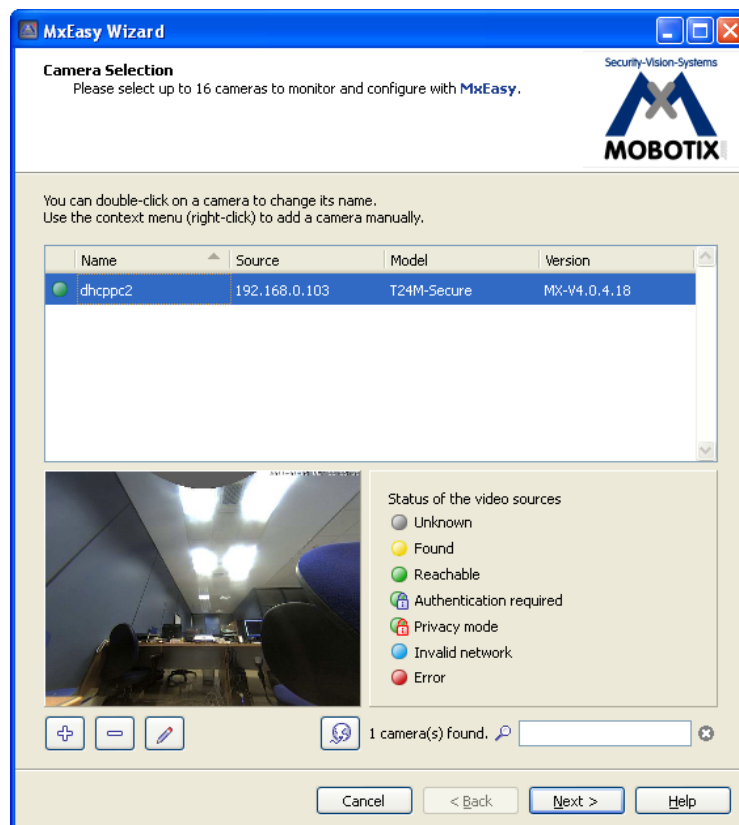 MxEasy Wizard
Camera Selection
Please select up to 16 cameras to monitor and configure with MxEasy.
Security-Vision-Systems
MOBOTIX
You can double-click on a camera to change its name.
Use the context menu (right-click) to add a camera manually.
Name Source Model Version
dhcppc2 192.168.0.103 T24M-Secure MX-V4.0.4.18
Status of the video sources
Unknown
Found
Reachable
Authentication required
Privacy mode
Invalid network
Error
1 camera(s) found.
Cancel < Back Next > Help